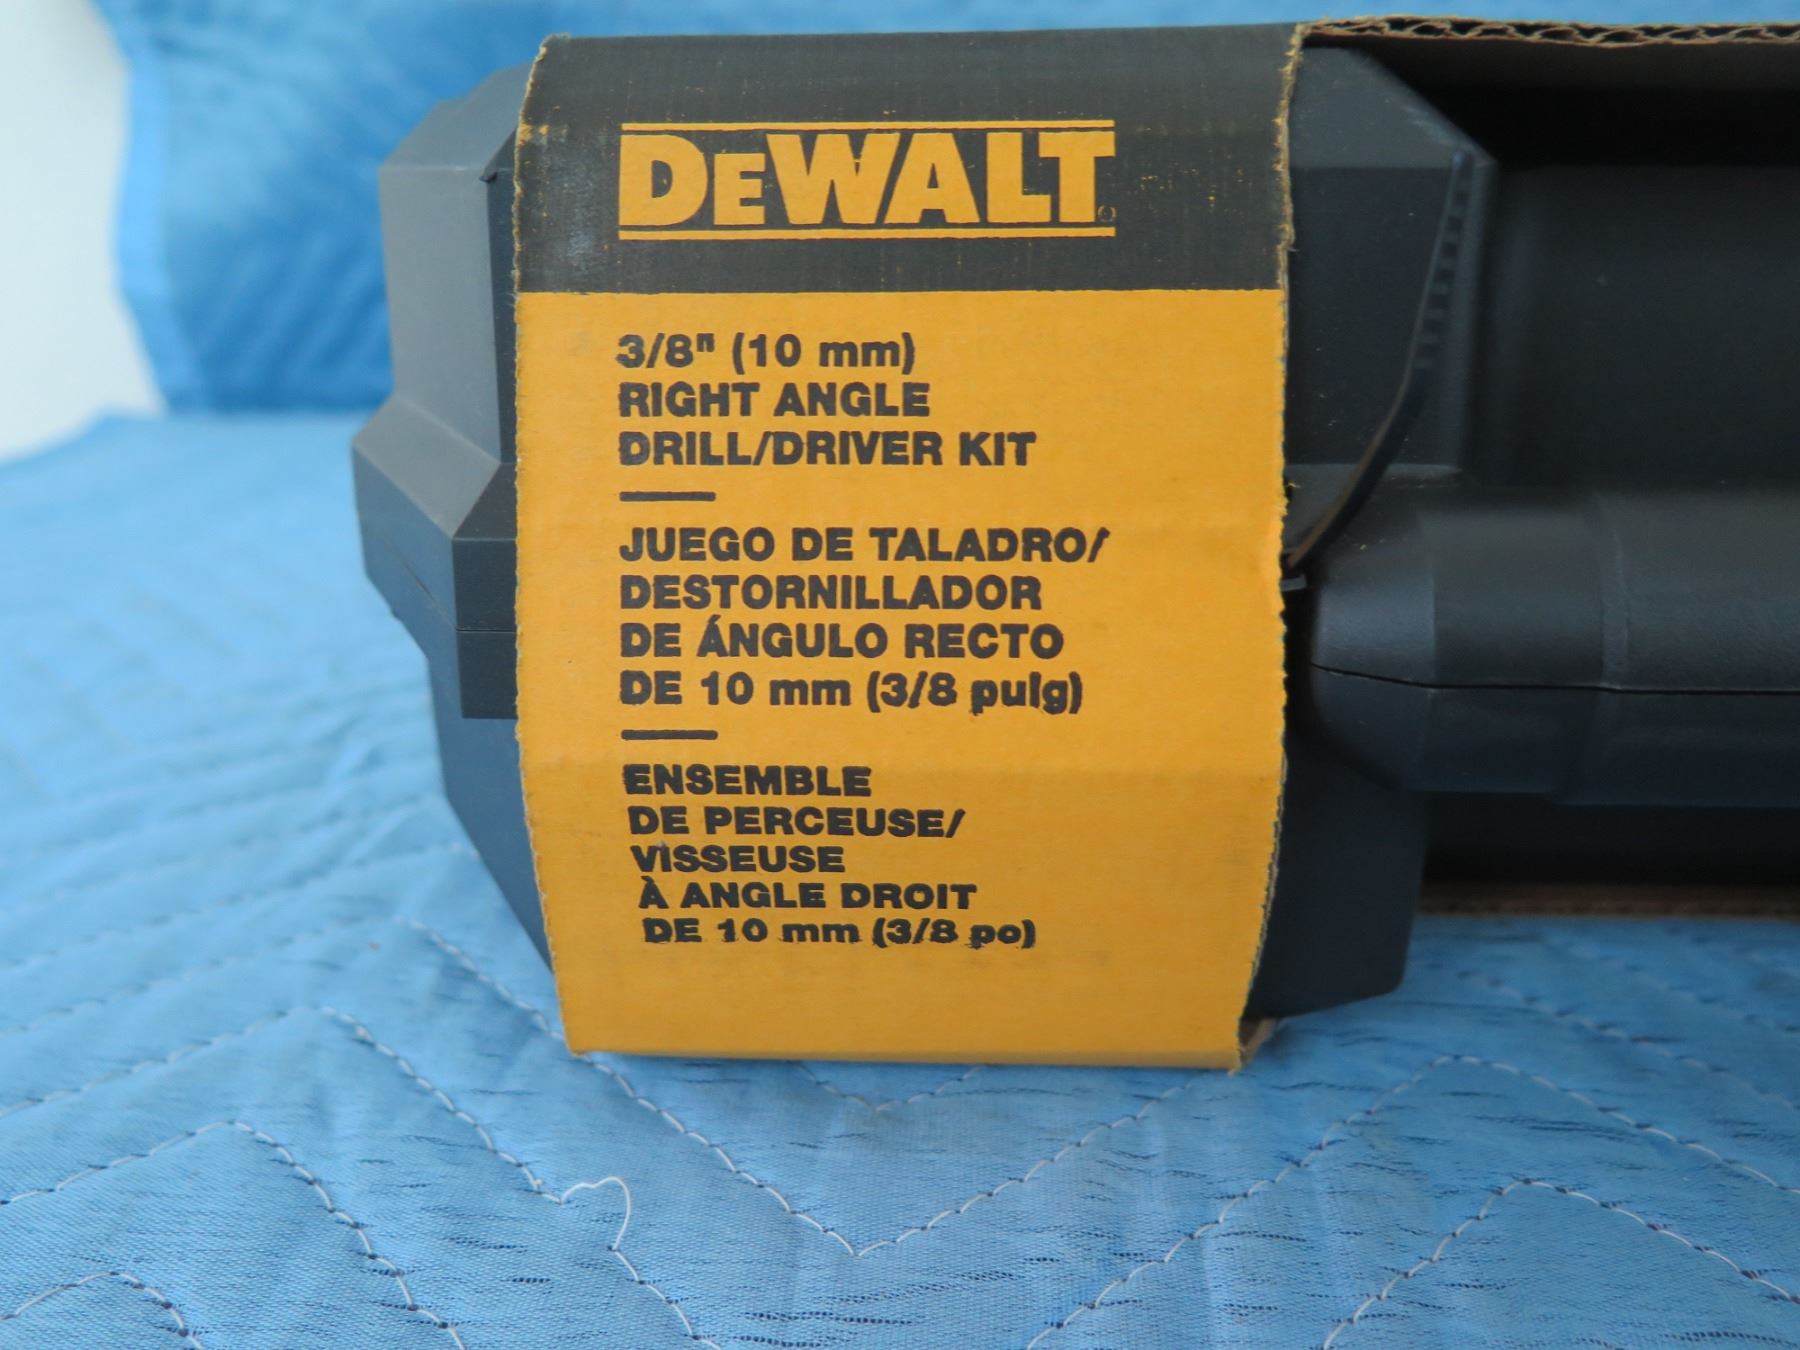 DEWALT
3/8" (10 mm)
RIGHT ANGLE
DRILL/DRIVER KIT
JUEGO DE TALADRO/
DESTORNILLADOR
DE ÁNGULO RECTO
DE 10 mm (3/8 pulg)
ENSEMBLE
DE PERCEUSE/
VISSEUSE
À ANGLE DROIT
DE 10 mm (3/8 po)